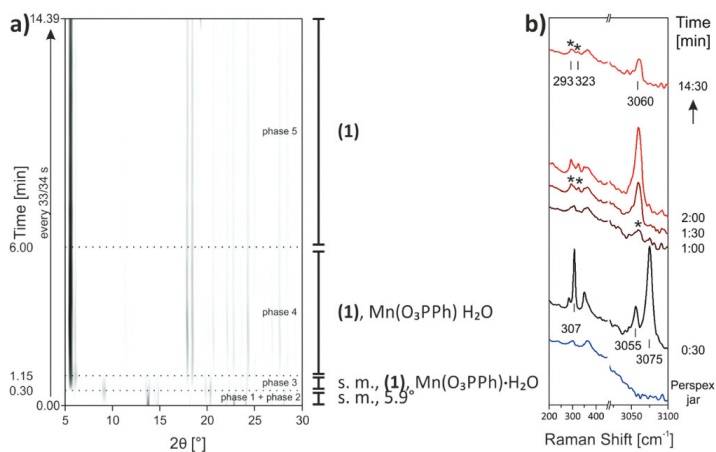 a)
14.39
6.00
1.15
0.30
0.00
Time [min]
every 33/34 s
phase 5
phase 4
phase 3
phase 1 + phase 2
5 10 15 20 25 30
2θ [°]
(1)
(1), Mn(O₃PPh) H₂O
s. m., (1), Mn(O₃PPh)·H₂O
s. m., 5.9°
b)
Time
[min]
* *
293 323
3060
14:30
* *
*
2:00
1:30
1:00
307
3055
3075
0:30
Perspex
jar
200 300 400 3050 3100
Raman Shift [cm⁻¹]